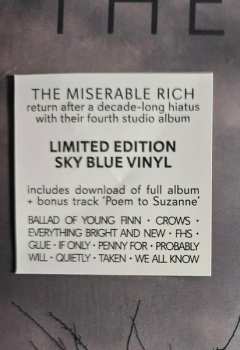 THE
THE MISERABLE RICH
return after a decade-long hiatus
with their fourth studio album
LIMITED EDITION
SKY BLUE VINYL
includes download of full album
+ bonus track 'Poem to Suzanne'
BALLAD OF YOUNG FINN · CROWS ·
EVERYTHING BRIGHT AND NEW · FHS ·
GLUE · IF ONLY · PENNY FOR · PROBABLY
WILL · QUIETLY · TAKEN · WE ALL KNOW